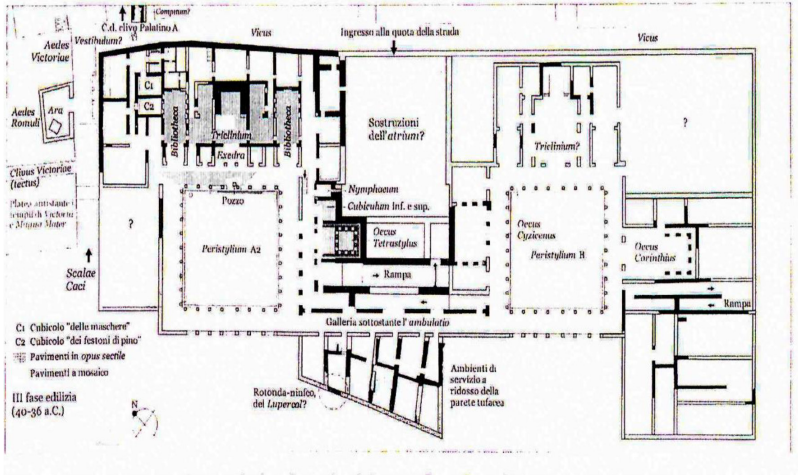 (Compitum?)
C.d. clivo Palatino A
Vestibulum?
Vicus
Ingresso alla quota della strada
Vicus
Aedes
Victoriae
Aedes
Romuli
Ara
C1
C2
Bibliotheca
Triclinium
Bibliotheca
Exedra
Sostruzioni
dell'atrium?
Triclinium?
?
Clivus Victoriae
(tectus)
Platea antistante i
templi di Victoria
e Magna Mater
Scalae
Caci
?
Pozzo
Peristylium A2
Nymphaeum
Cubiculum Inf. e sup.
Oecus
Tetrastylus
Rampa
Oecus
Cyzicenus
Peristylium B
Oecus
Corinthius
Rampa
Galleria sottostante l'ambulatio
C1 Cubicolo "delle maschere"
C2 Cubicolo "dei festoni di pino"
Pavimenti in opus sectile
Pavimenti a mosaico
III fase edilizia
(40-36 a.C.)
N
Rotonda-ninfeo,
del Lupercal?
Ambienti di
servizio a
ridosso della
parete tufacea